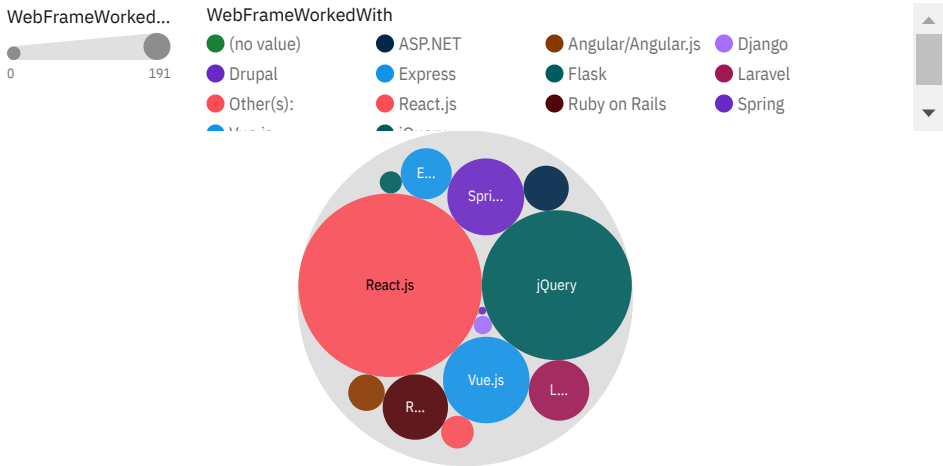 WebFrameWorked...
0 191
WebFrameWorkedWith
(no value) ASP.NET Angular/Angular.js Django
Drupal Express Flask Laravel
Other(s): React.js Ruby on Rails Spring
E...
Spri...
React.js
jQuery
Vue.js
L...
R...